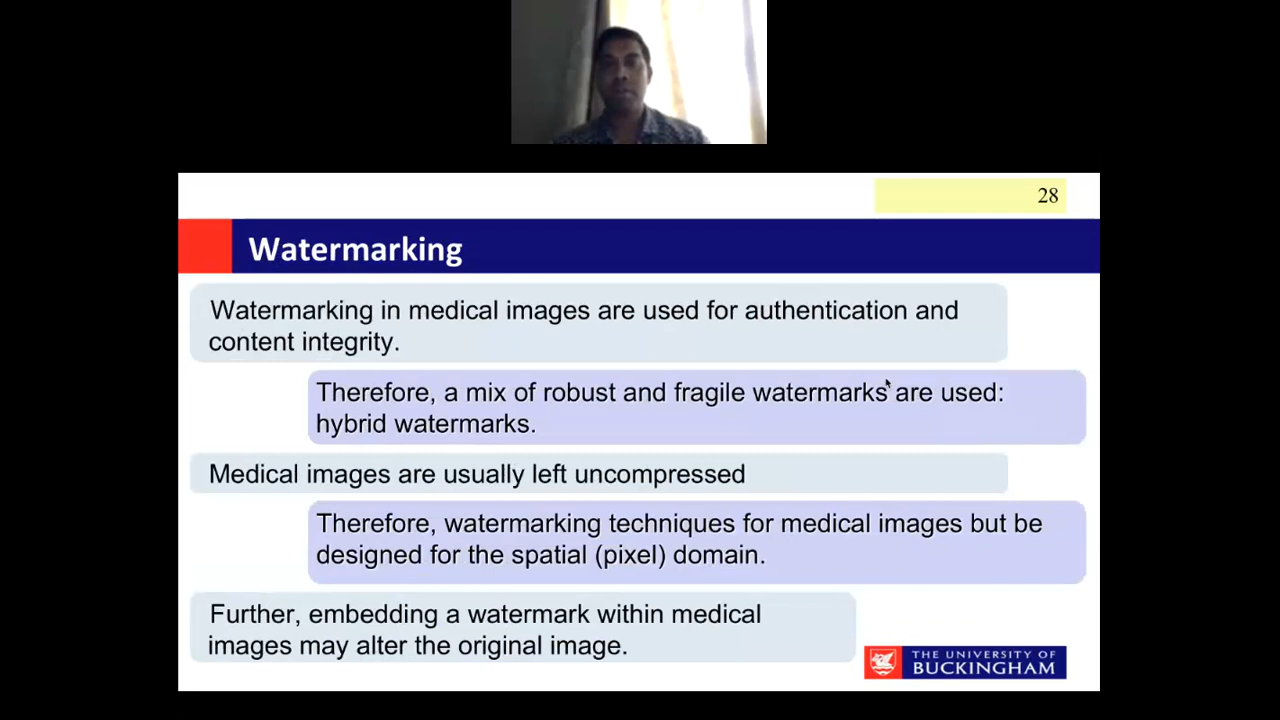 28
Watermarking
Watermarking in medical images are used for authentication and
content integrity.
Therefore, a mix of robust and fragile watermarks are used:
hybrid watermarks.
Medical images are usually left uncompressed
Therefore, watermarking techniques for medical images but be
designed for the spatial (pixel) domain.
Further, embedding a watermark within medical
images may alter the original image.
THE UNIVERSITY OF
BUCKINGHAM